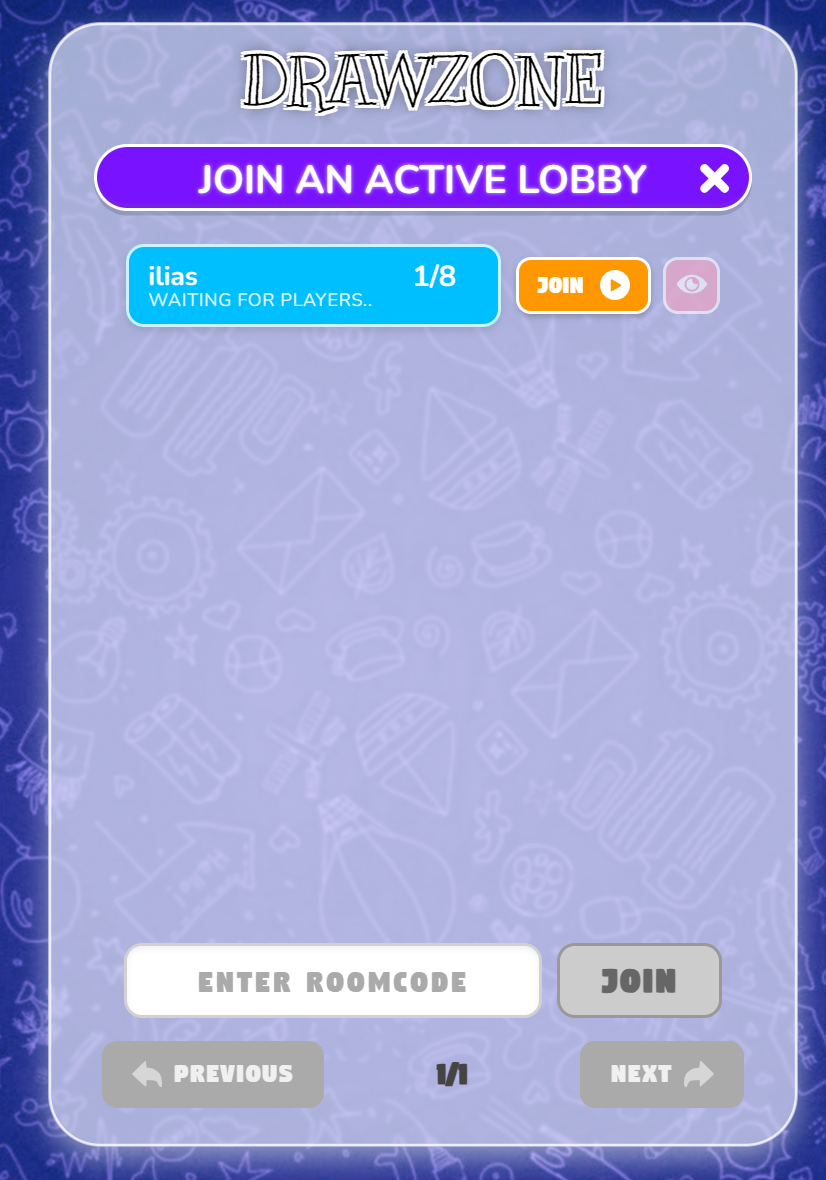 DRAWZONE
JOIN AN ACTIVE LOBBY
ilias 1/8
WAITING FOR PLAYERS..
JOIN
ENTER ROOMCODE
JOIN
PREVIOUS
1/1
NEXT